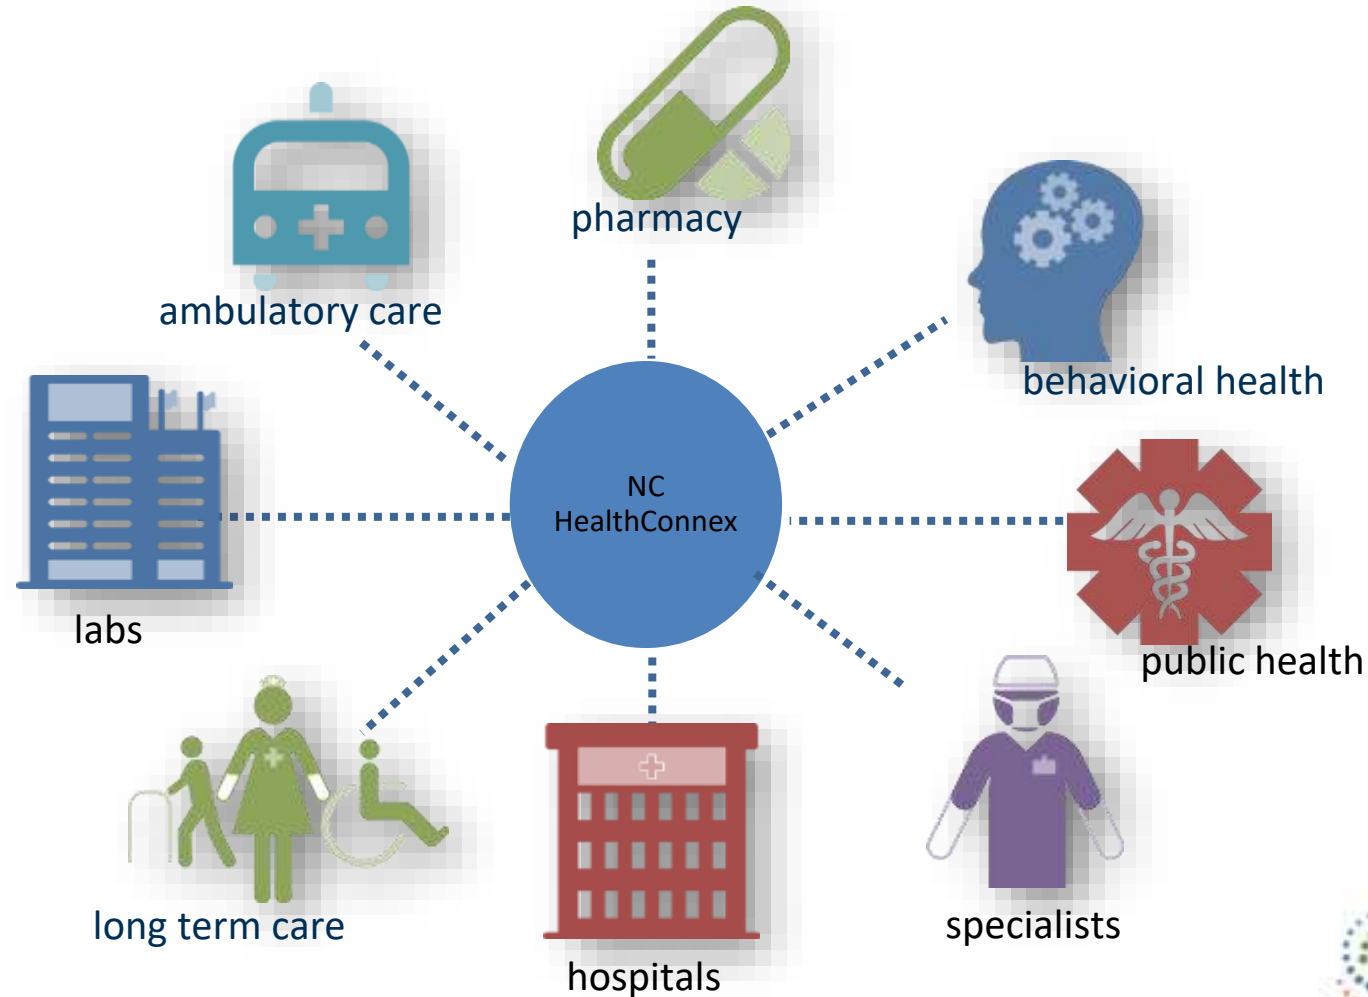 pharmacy
ambulatory care
behavioral health
NC
HealthConnex
labs
public health
long term care
specialists
hospitals